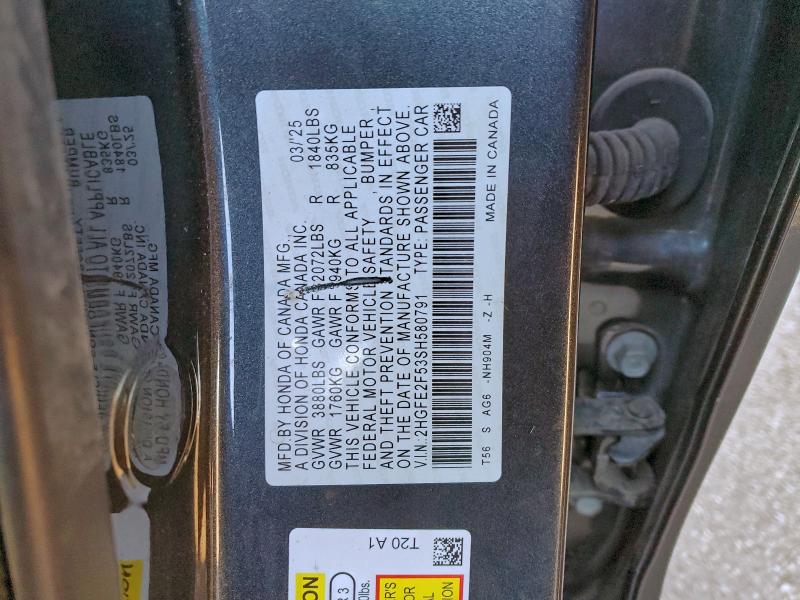 MFD. BY HONDA OF CANADA MFG.,
A DIVISION OF HONDA CANADA INC. 03/'25
GVWR 3880LBS GAWR F 2072LBS R 1840LBS
GVWR 1760KG GAWR F 940KG R 835KG
THIS VEHICLE CONFORMS TO ALL APPLICABLE
FEDERAL MOTOR VEHICLE SAFETY, BUMPER,
AND THEFT PREVENTION STANDARDS IN EFFECT
ON THE DATE OF MANUFACTURE SHOWN ABOVE.
V.I.N.:2HGFE2F53SH580791 TYPE: PASSENGER CAR
T56 S AG6 -NH904M -Z -H MADE IN CANADA
T20 A1